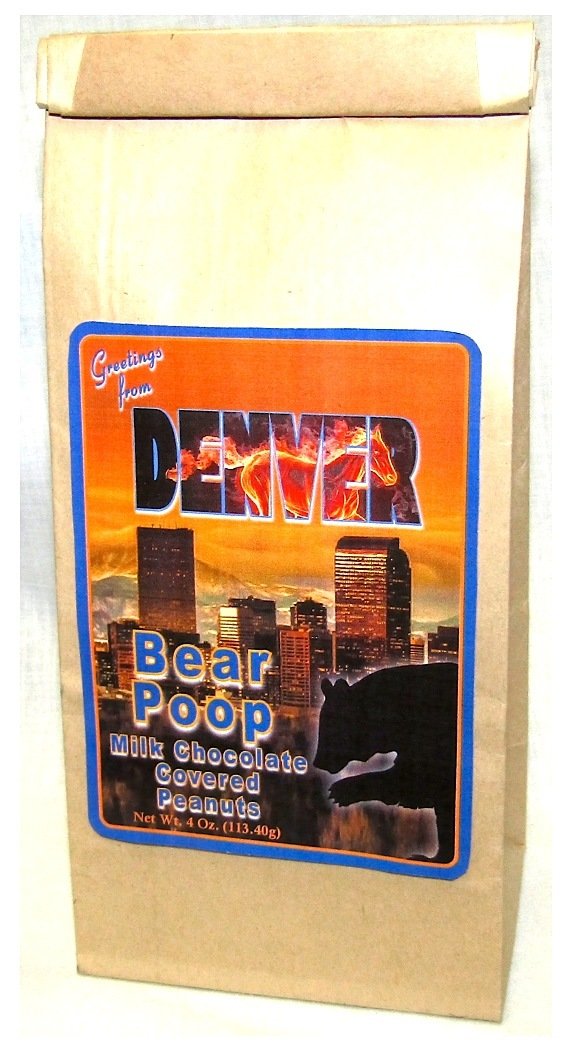 Greetings
from
DENVER
Bear
Poop
Milk Chocolate
Covered
Peanuts
Net Wt. 4 Oz. (113.40g)